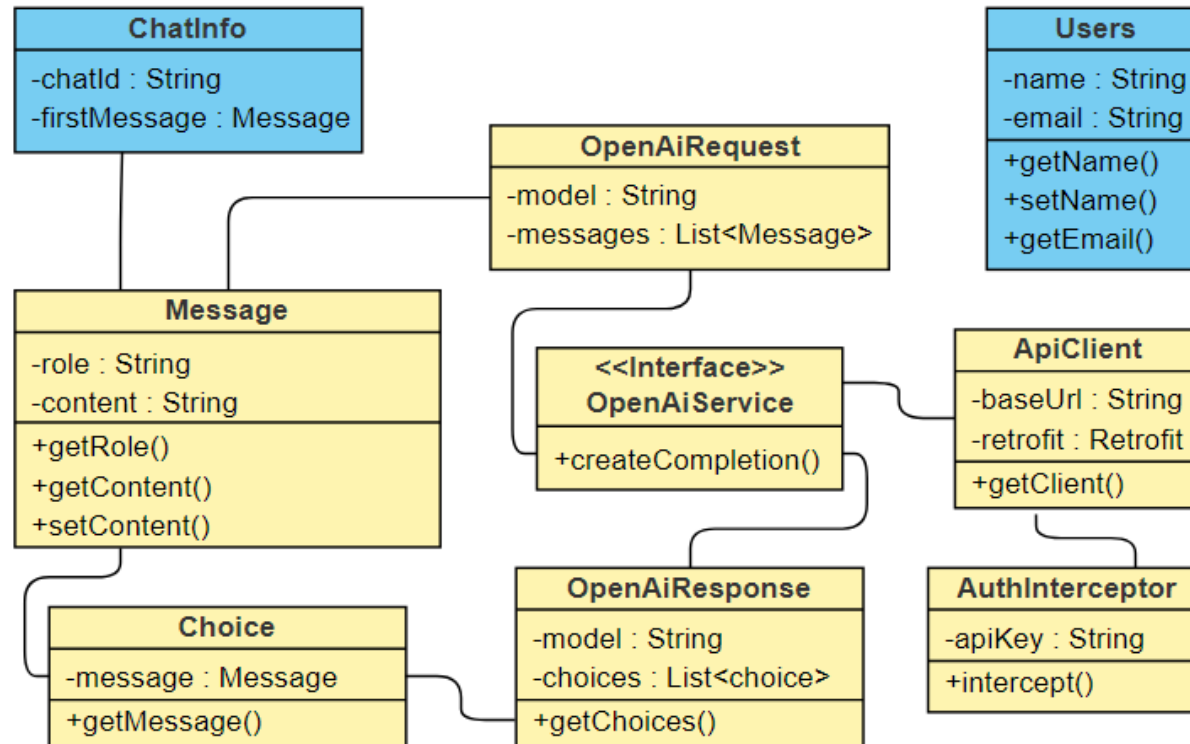 ChatInfo
-chatId : String
-firstMessage : Message
Users
-name : String
-email : String
+getName()
+setName()
+getEmail()
OpenAiRequest
-model : String
-messages : List<Message>
Message
-role : String
-content : String
+getRole()
+getContent()
+setContent()
<<Interface>>
OpenAiService
+createCompletion()
ApiClient
-baseUrl : String
-retrofit : Retrofit
+getClient()
Choice
-message : Message
+getMessage()
OpenAiResponse
-model : String
-choices : List<choice>
+getChoices()
AuthInterceptor
-apiKey : String
+intercept()